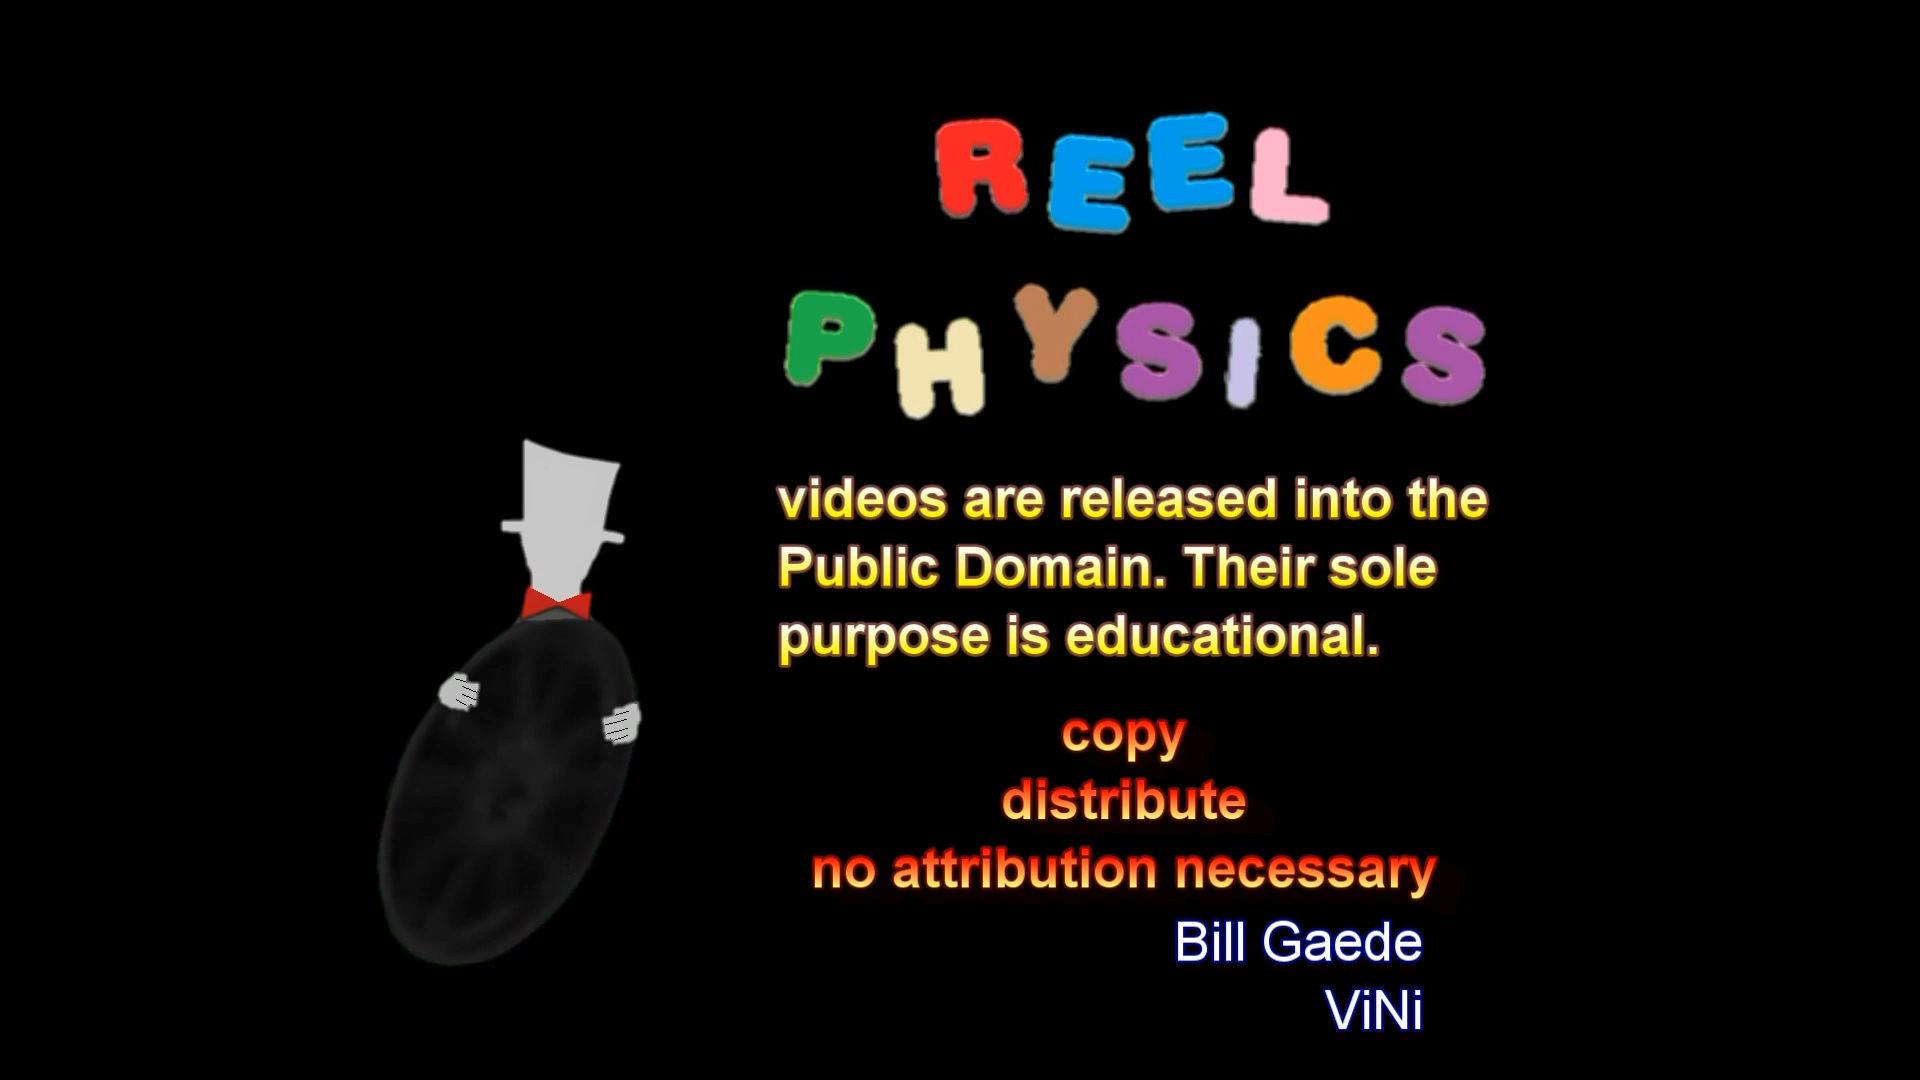 REEL
PHYSICS
videos are released into the
Public Domain. Their sole
purpose is educational.
copy
distribute
no attribution necessary
Bill Gaede
ViNi